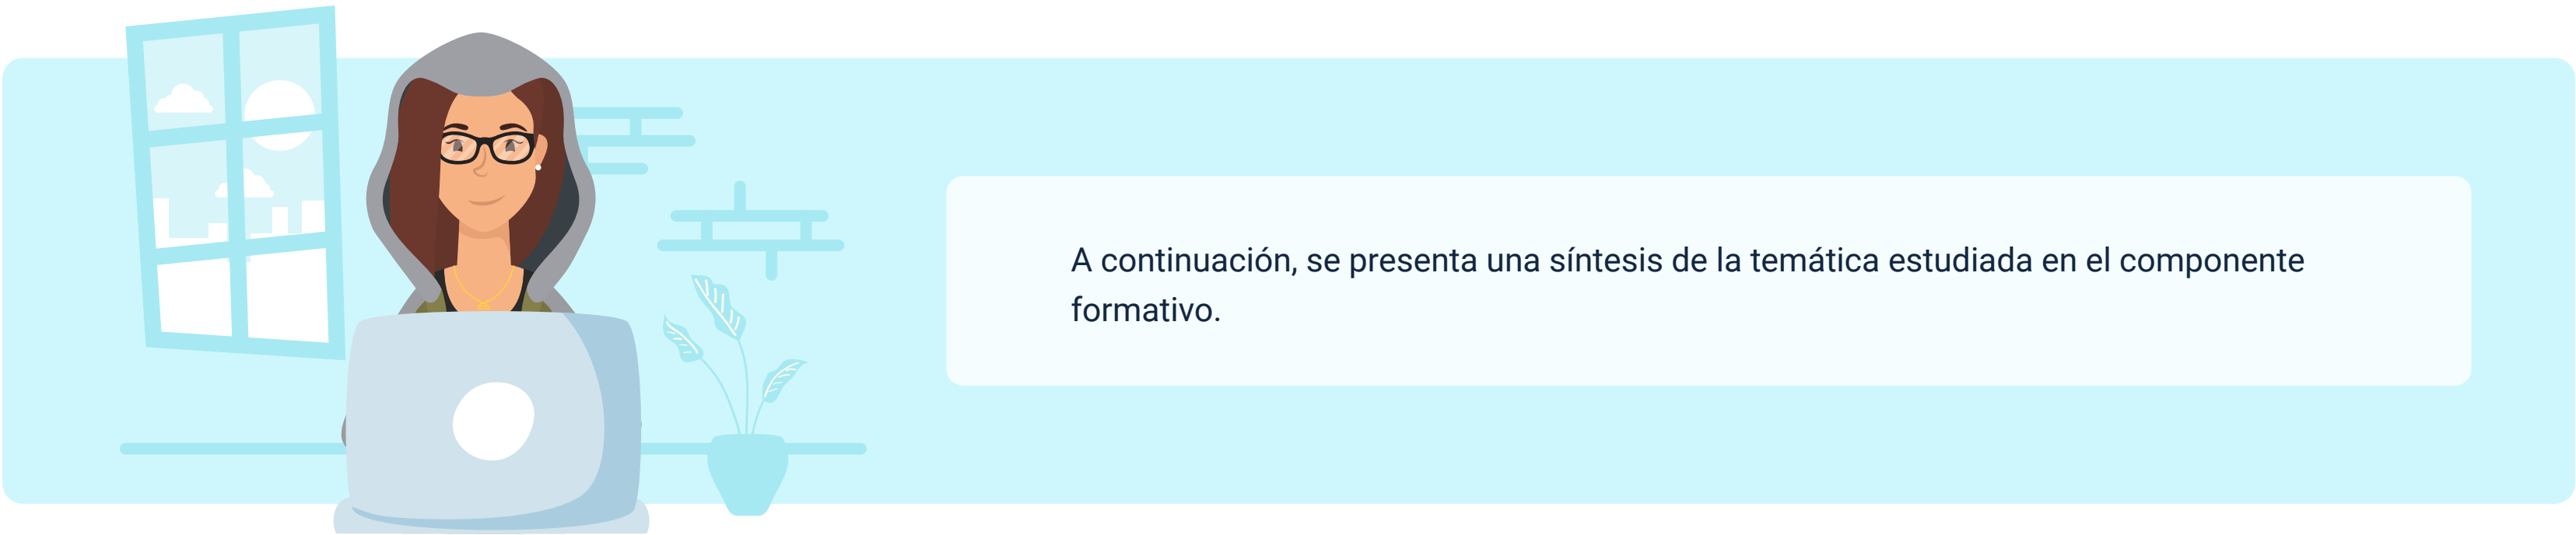 A continuación, se presenta una síntesis de la temática estudiada en el componente
formativo.